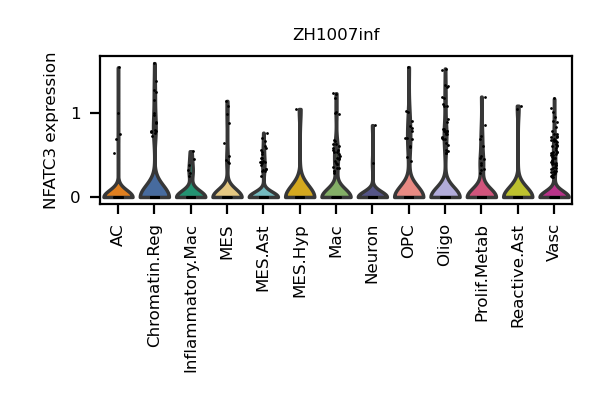 ZH1007inf
NFATC3 expression
1
0
AC
Chromatin.Reg
Inflammatory.Mac
MES
MES.Ast
MES.Hyp
Mac
Neuron
OPC
Oligo
Prolif.Metab
Reactive.Ast
Vasc